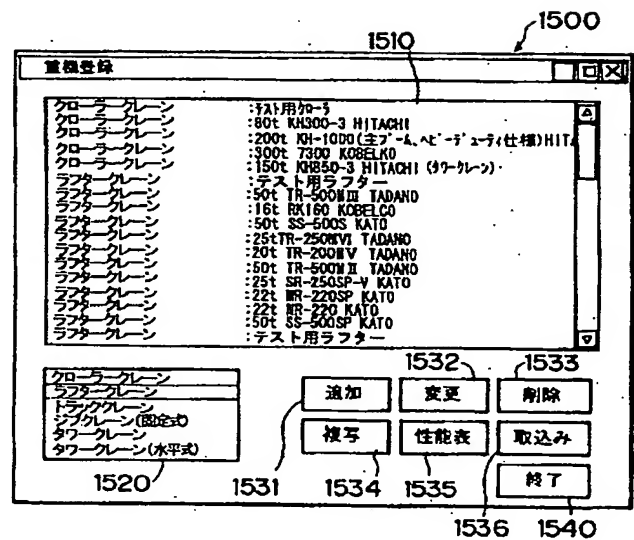 1500
1510
重機登録
クローラークレーン :テスト用クローラ
クローラークレーン :80t KH300-3 HITACHI
クローラークレーン :200t KH-1000(主ブーム、ヘビーデューティ仕様)HITA
クローラークレーン :300t 7300 KOBELKO
クローラークレーン :150t KH850-3 HITACHI (タワークレーン)
ラフタークレーン :テスト用ラフター
ラフタークレーン :50t TR-500MⅢ TADANO
ラフタークレーン :16t RK160 KOBELCO
ラフタークレーン :50t SS-500S KATO
ラフタークレーン :25tTR-250MVI TADANO
ラフタークレーン :20t TR-200MV TADANO
ラフタークレーン :50t TR-500MⅡ TADANO
ラフタークレーン :25t SR-250SP-V KATO
ラフタークレーン :22t MR-220SP KATO
ラフタークレーン :22t MR-220 KATO
ラフタークレーン :50t SS-500SP KATO
ラフタークレーン :テスト用ラフター
1532 1533
クローラークレーン
ラフタークレーン
トラッククレーン
ジブクレーン(固定式)
タワークレーン
タワークレーン(水平式)
追加 変更 削除
複写 性能表 取込み
終了
1520 1531 1534 1535
1536 1540